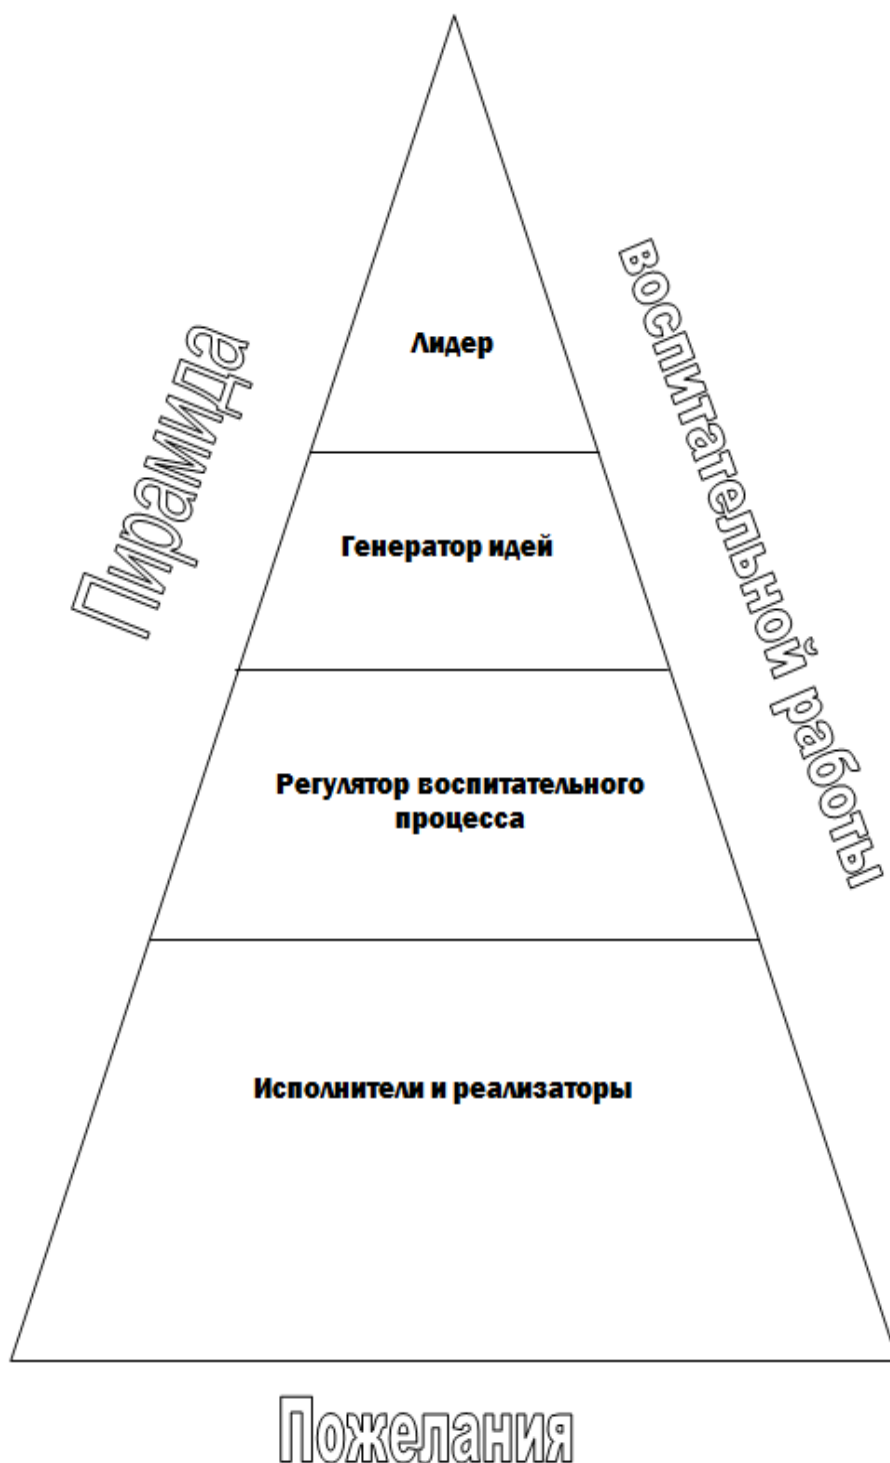 Пирамида
воспитательной работы
Лидер
Генератор идей
Регулятор воспитательного
процесса
Исполнители и реализаторы
Пожелания